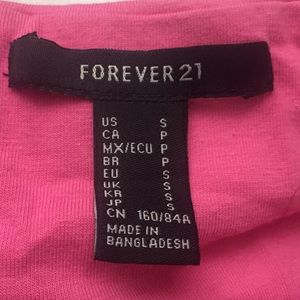 FOREVER 21
US S
CA P
MX/ECU P
BR P
EU S
UK S
KR S
JP S
CN 160/84A
MADE IN
BANGLADESH